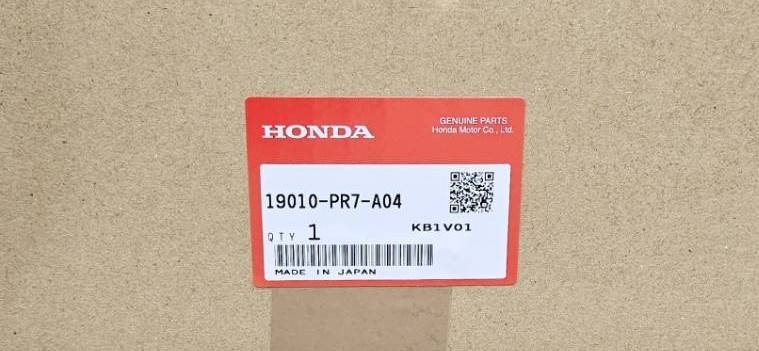 HONDA
GENUINE PARTS
Honda Motor Co., Ltd.
19010-PR7-A04
QTY 1
KB1V01
MADE IN JAPAN